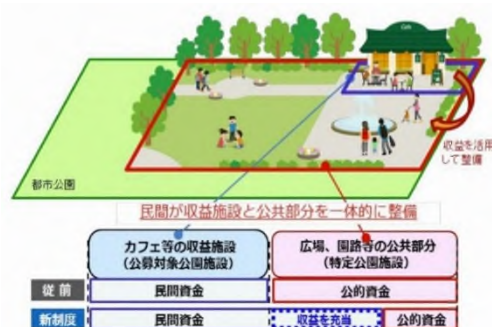 Cafe
収益を活用
して整備
都市公園
民間が収益施設と公共部分を一体的に整備
カフェ等の収益施設
（公募対象公園施設）
広場、園路等の公共部分
（特定公園施設）
従前
民間資金
公的資金
新制度
民間資金
収益を充当
公的資金